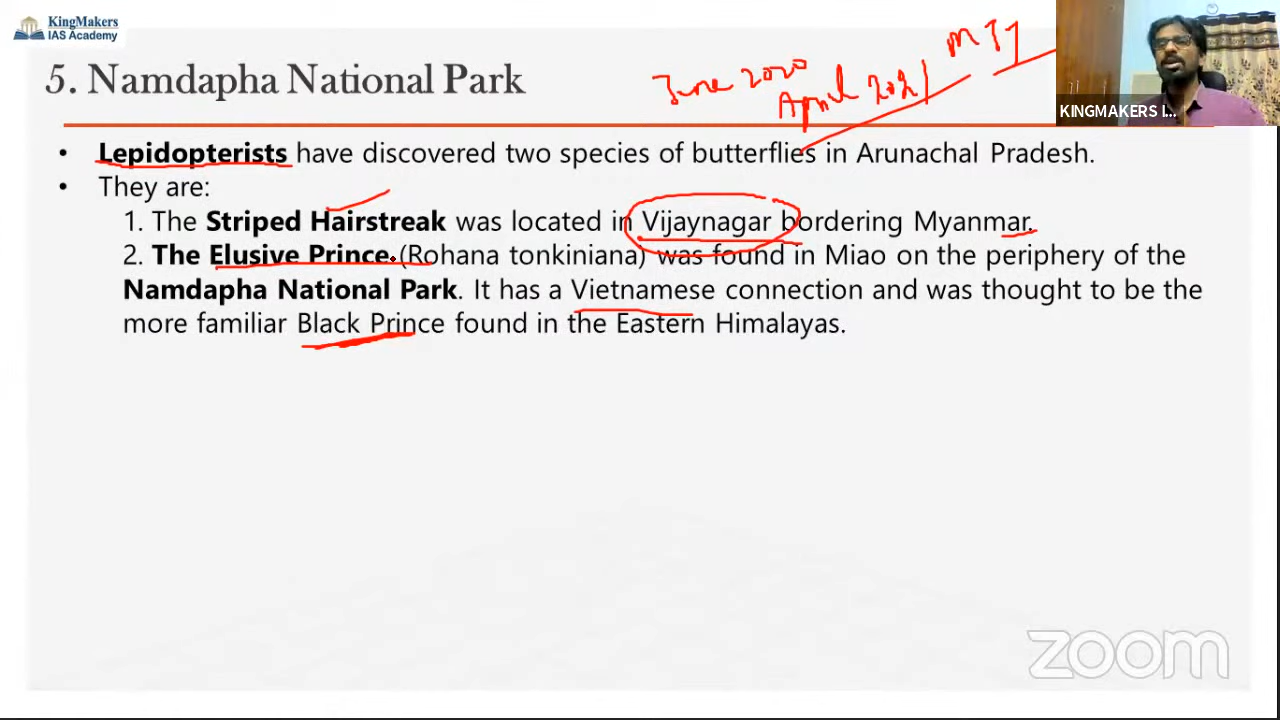 KingMakers
IAS Academy
5. Namdapha National Park
June 2020
April 2021
KINGMAKERS I...
• Lepidopterists have discovered two species of butterflies in Arunachal Pradesh.
• They are:
1. The Striped Hairstreak was located in Vijaynagar bordering Myanmar.
2. The Elusive Prince (Rohana tonkiniana) was found in Miao on the periphery of the
Namdapha National Park. It has a Vietnamese connection and was thought to be the
more familiar Black Prince found in the Eastern Himalayas.
zoom